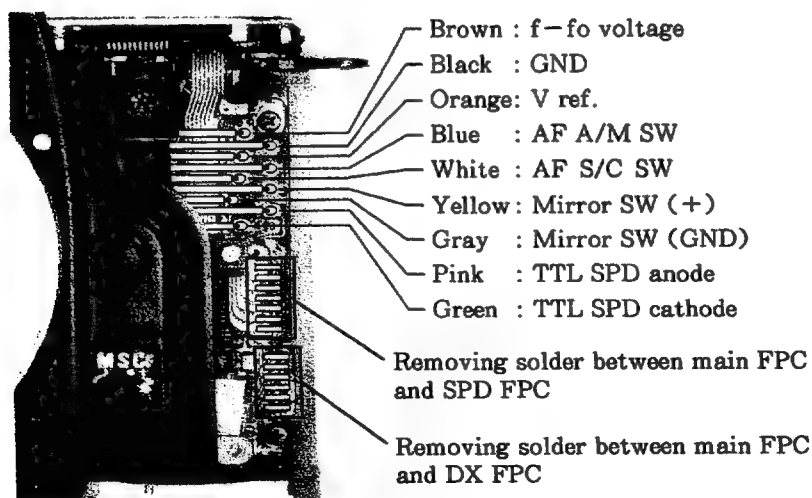 Brown : f-fo voltage
Black : GND
Orange: V ref.
Blue : AF A/M SW
White : AF S/C SW
Yellow : Mirror SW (+)
Gray : Mirror SW (GND)
Pink : TTL SPD anode
Green : TTL SPD cathode
Removing solder between main FPC
and SPD FPC
Removing solder between main FPC
and DX FPC